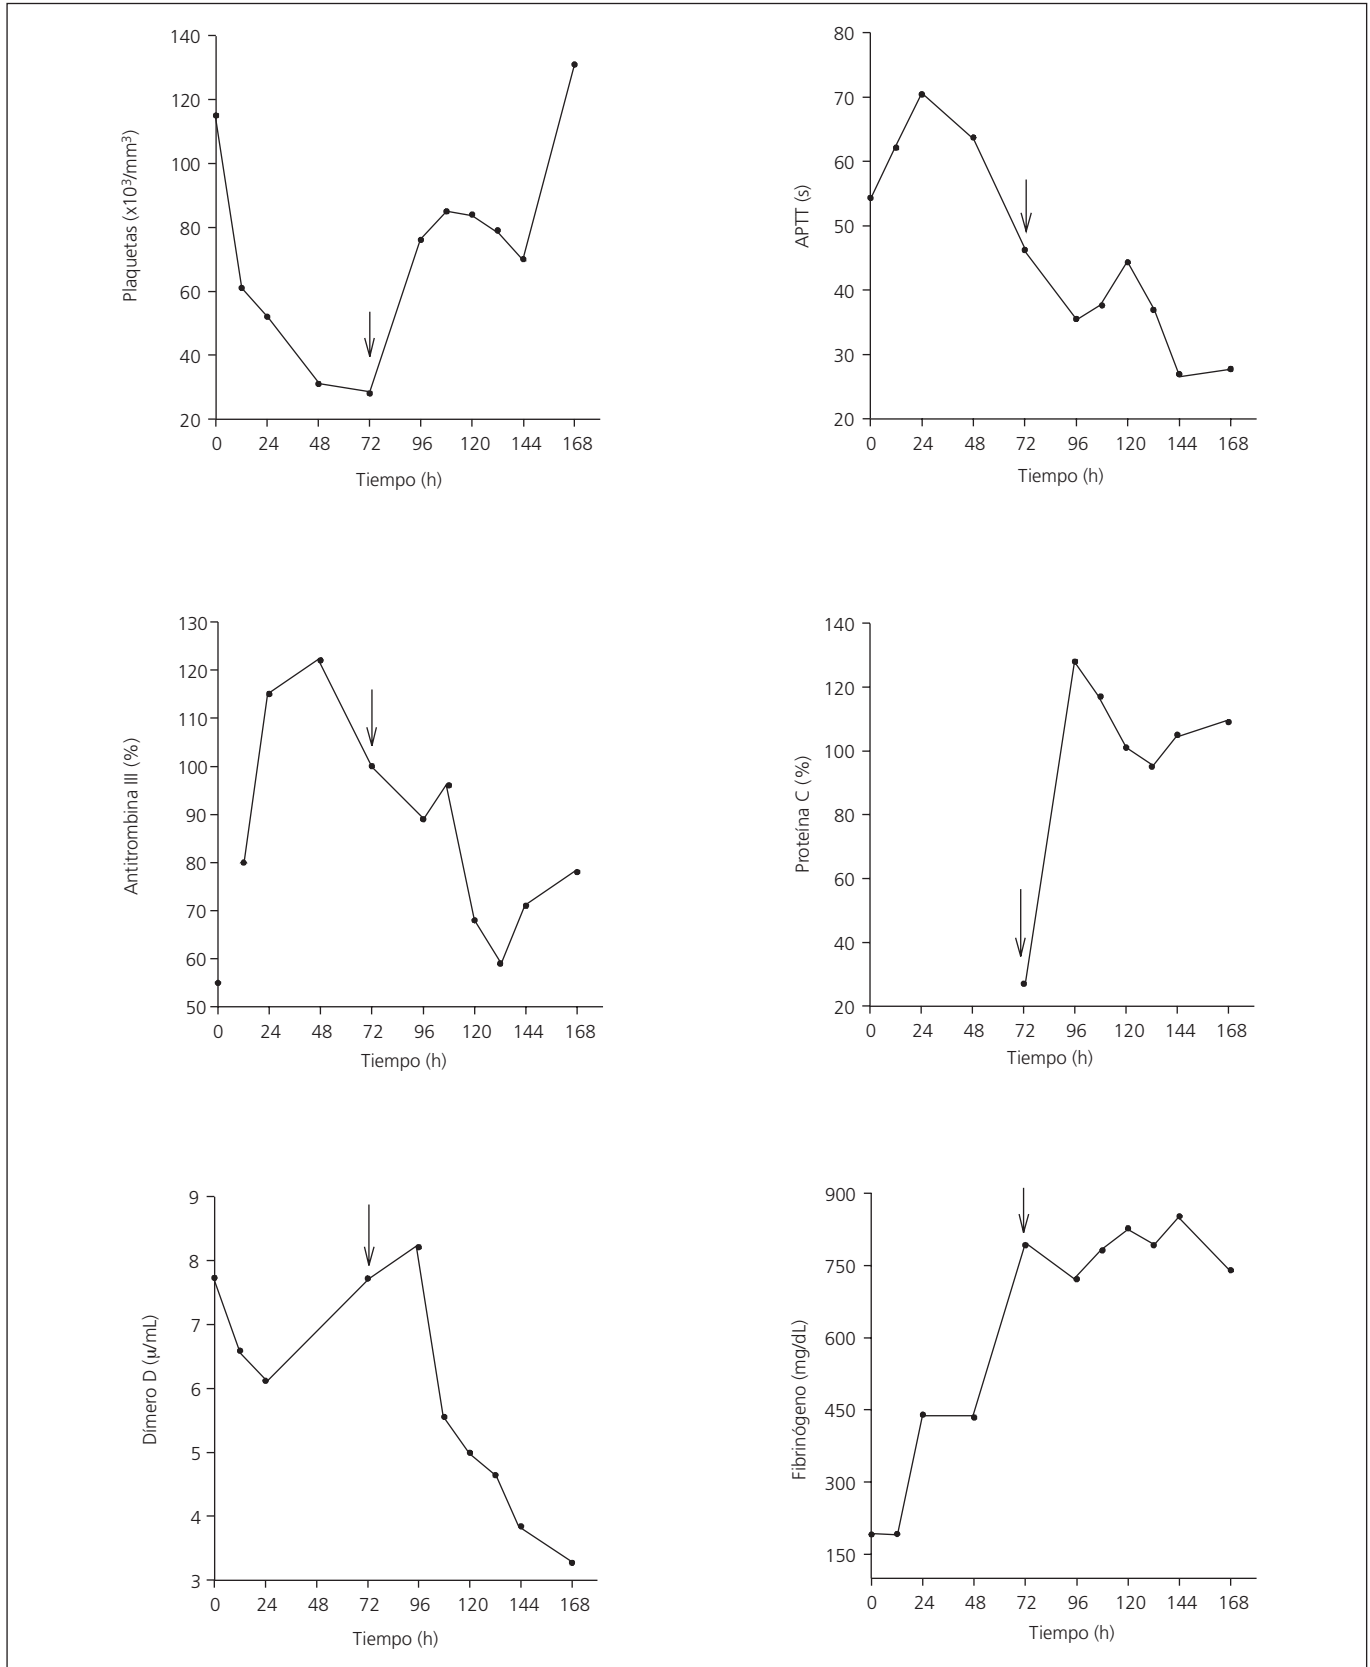 Plaquetas (x10³/mm³)
140
120
100
80
60
40
20
0 24 48 72 96 120 144 168
Tiempo (h)
APTT (s)
80
70
60
50
40
30
20
0 24 48 72 96 120 144 168
Tiempo (h)
Antitrombina III (%)
130
120
110
100
90
80
70
60
50
0 24 48 72 96 120 144 168
Tiempo (h)
Proteína C (%)
140
120
100
80
60
40
20
0 24 48 72 96 120 144 168
Tiempo (h)
Dímero D (μ/mL)
9
8
7
6
5
4
3
0 24 48 72 96 120 144 168
Tiempo (h)
Fibrinógeno (mg/dL)
900
750
600
450
300
150
0 24 48 72 96 120 144 168
Tiempo (h)